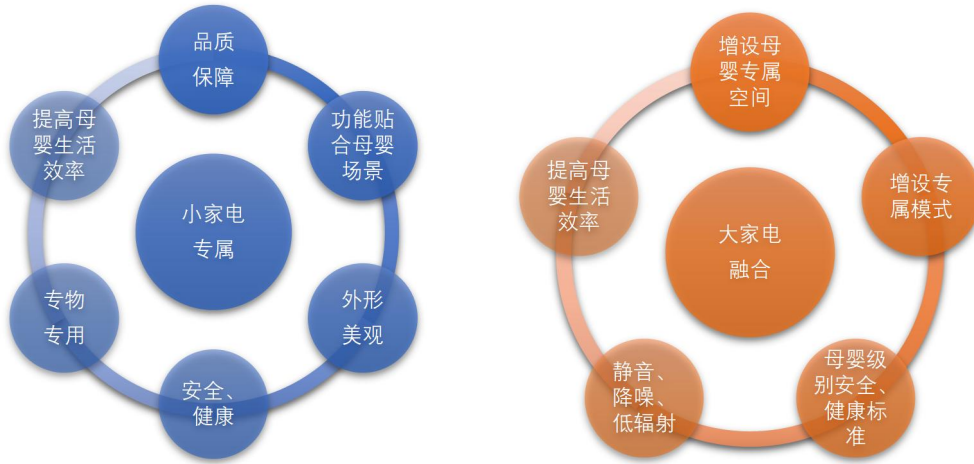 品质
保障
功能贴
合母婴
场景
外形
美观
安全、
健康
专物
专用
提高母
婴生活
效率
小家电
专属
增设母
婴专属
空间
增设专
属模式
母婴级
别安全、
健康标
准
静音、
降噪、
低辐射
提高母
婴生活
效率
大家电
融合